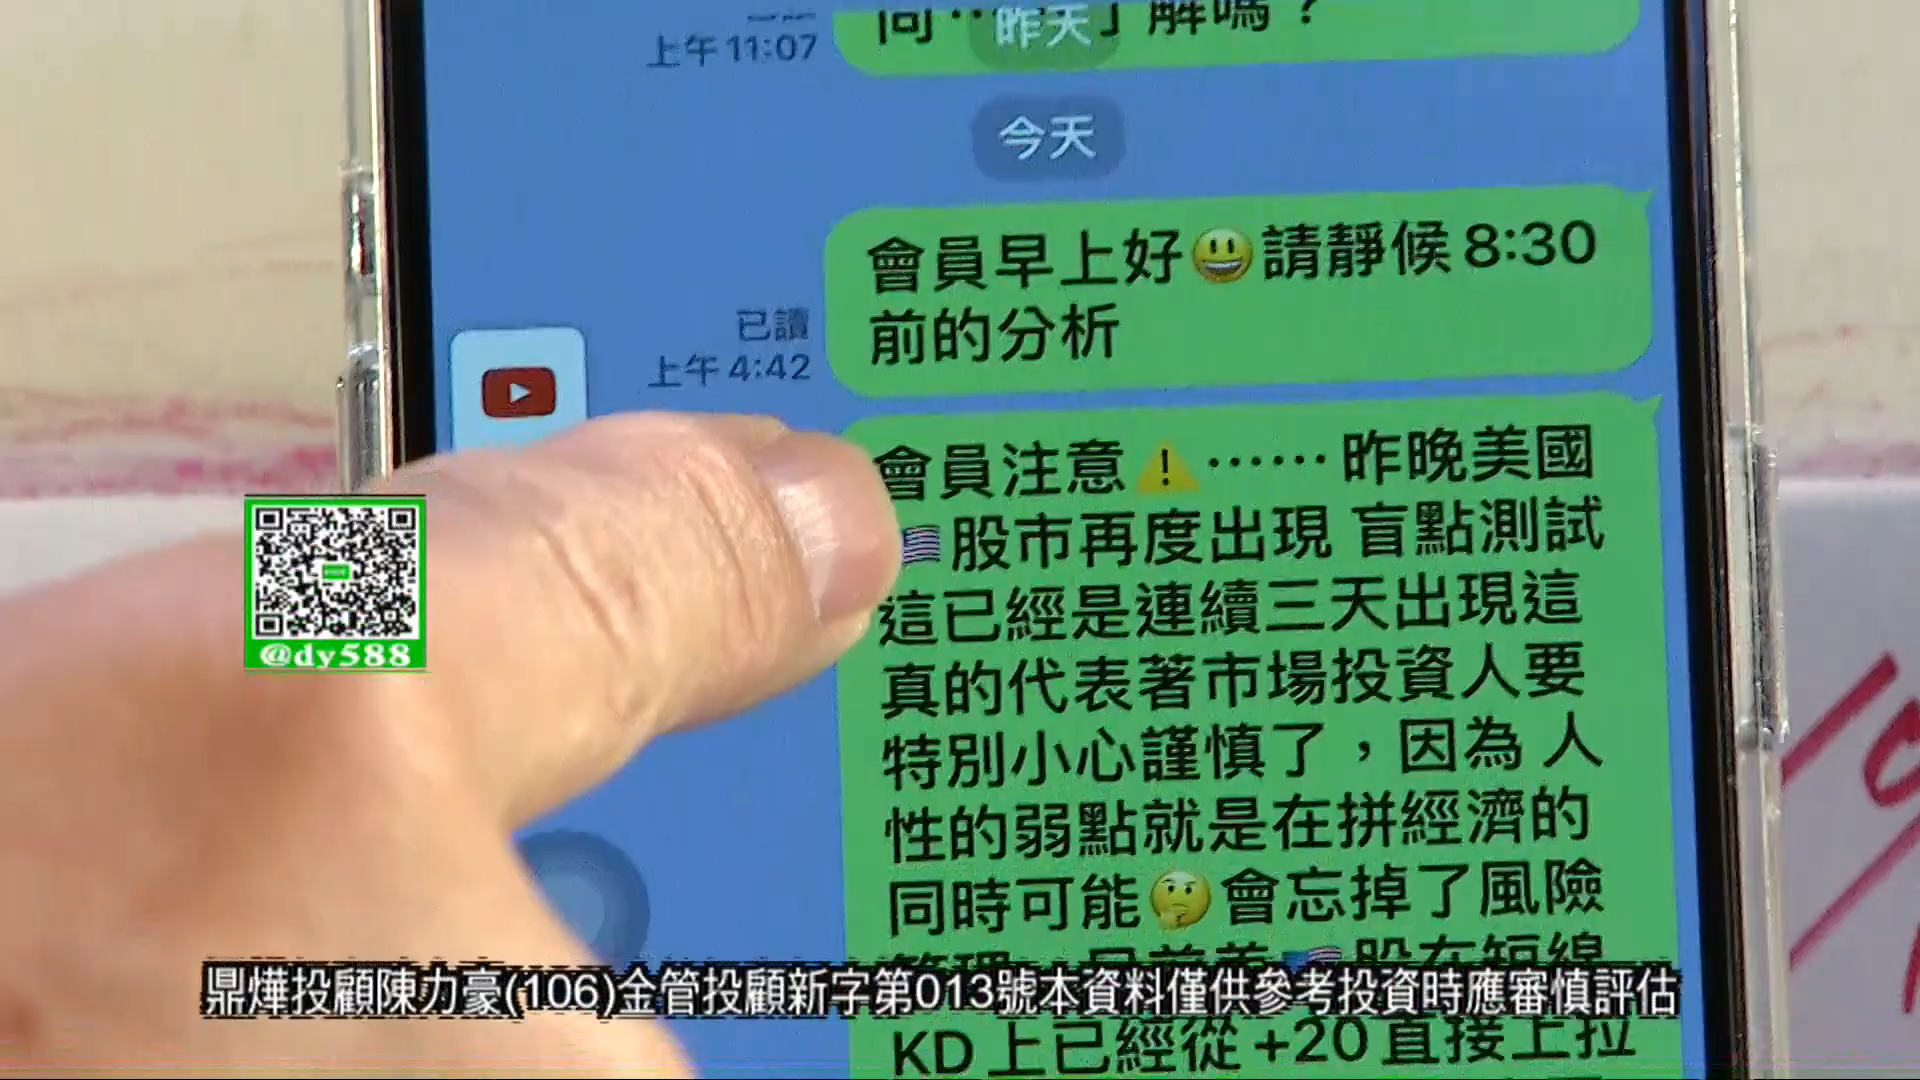 上午 11:07
解嗎？
昨天
今天
會員早上好😃請靜候 8:30
前的分析
已讀
上午 4:42
會員注意⚠️⋯⋯昨晚美國
🇺🇸股市再度出現 盲點測試
這已經是連續三天出現這
真的代表著市場投資人要
特別小心謹慎了，因為 人
性的弱點就是在拼經濟的
同時可能🤔會忘掉了風險
KD 上已經從 +20 直接上拉
@dy588
鼎燁投顧陳力豪(106)金管投顧新字第013號本資料僅供參考投資時應審慎評估